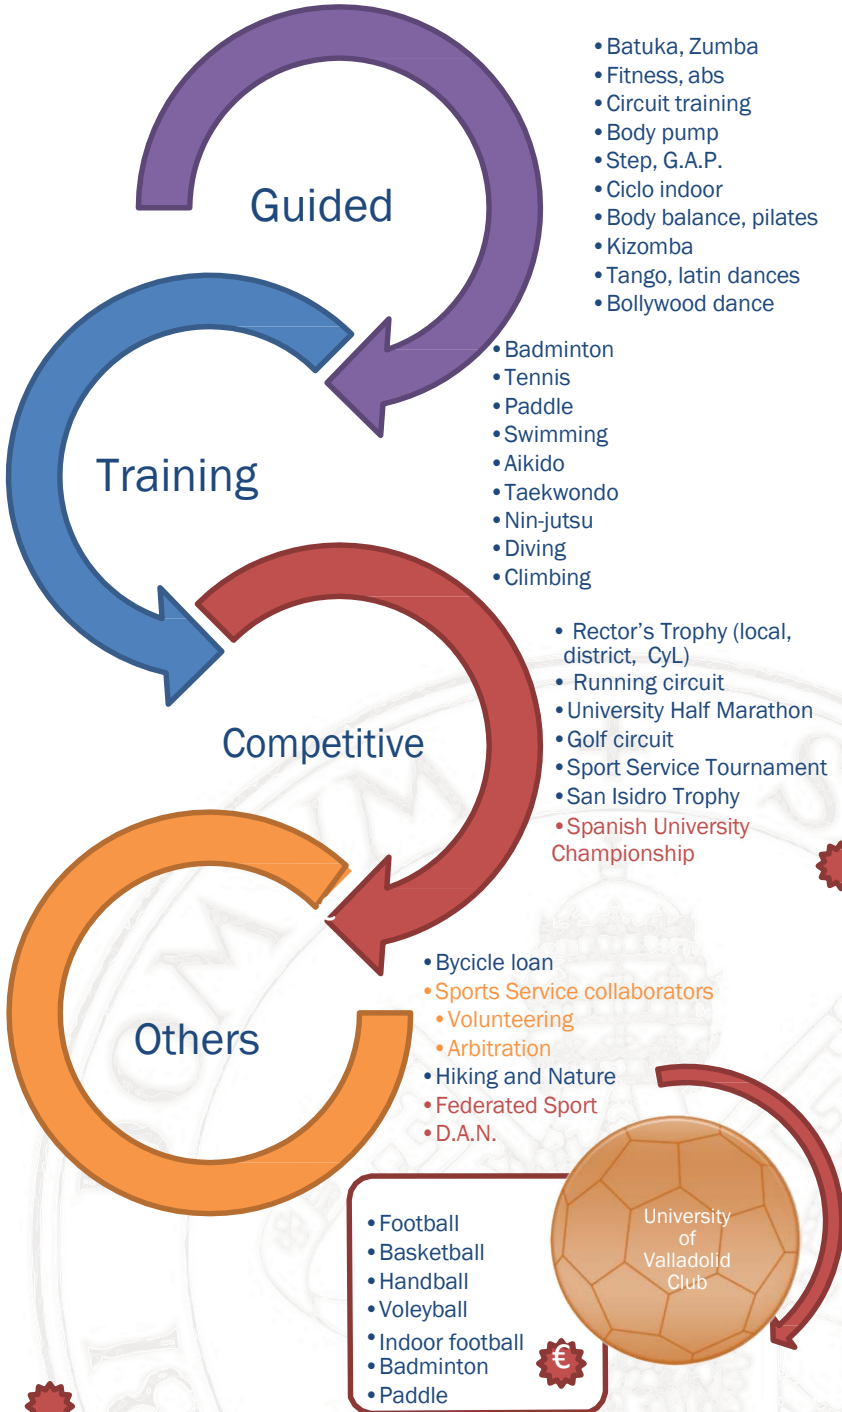 Guided
• Batuka, Zumba
• Fitness, abs
• Circuit training
• Body pump
• Step, G.A.P.
• Ciclo indoor
• Body balance, pilates
• Kizomba
• Tango, latin dances
• Bollywood dance
Training
• Badminton
• Tennis
• Paddle
• Swimming
• Aikido
• Taekwondo
• Nin-jutsu
• Diving
• Climbing
Competitive
• Rector’s Trophy (local,
district, CyL)
• Running circuit
• University Half Marathon
• Golf circuit
• Sport Service Tournament
• San Isidro Trophy
• Spanish University
Championship
Others
• Bycicle loan
• Sports Service collaborators
• Volunteering
• Arbitration
• Hiking and Nature
• Federated Sport
• D.A.N.
• Football
• Basketball
• Handball
• Voleyball
• Indoor football
• Badminton
• Paddle
€
University
of
Valladolid
Club